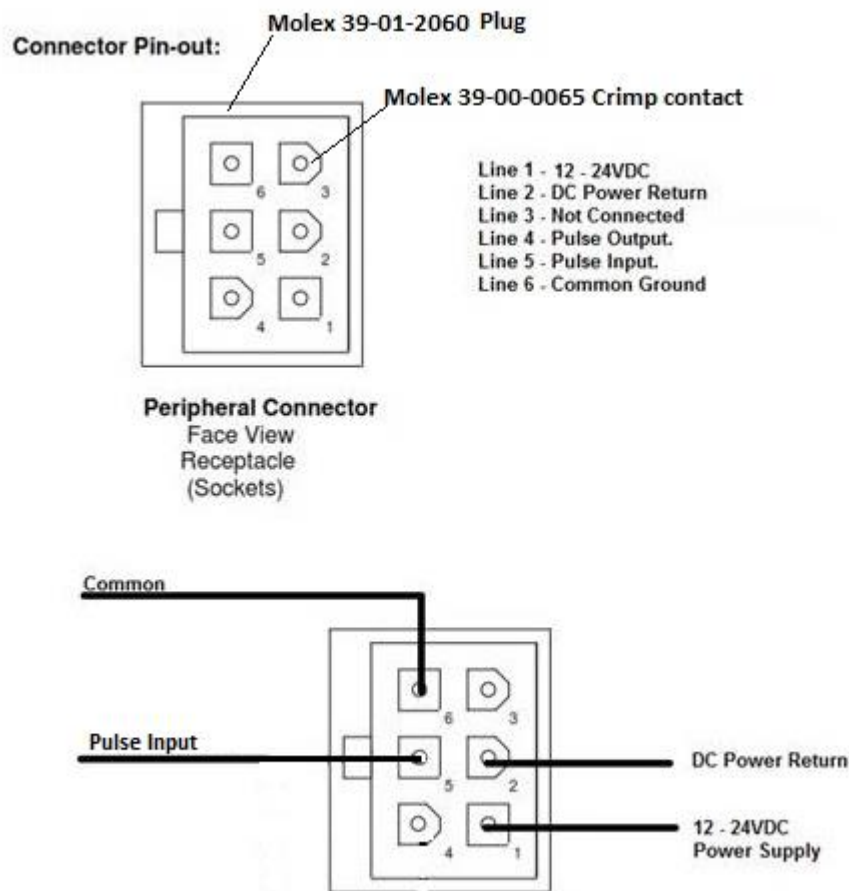 Molex 39-01-2060 Plug
Connector Pin-out:
Molex 39-00-0065 Crimp contact
6 3
5 2
4 1
Line 1 - 12 - 24VDC
Line 2 - DC Power Return
Line 3 - Not Connected
Line 4 - Pulse Output.
Line 5 - Pulse Input.
Line 6 - Common Ground
Peripheral Connector
Face View
Receptacle
(Sockets)
Common
6 3
Pulse Input
5 2
DC Power Return
4 1
12 - 24VDC
Power Supply